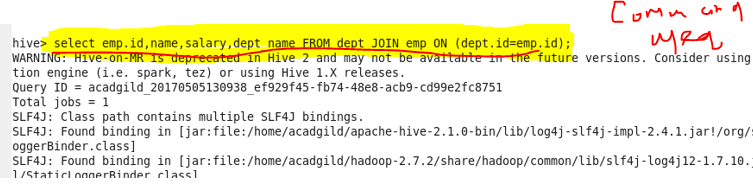 hive> select emp.id,name,salary,dept_name FROM dept JOIN emp ON (dept.id=emp.id);
WARNING: Hive-on-MR is deprecated in Hive 2 and may not be available in the future versions. Consider using
tion engine (i.e. spark, tez) or using Hive 1.X releases.
Query ID = acadgild_20170505130938_ef929f45-fb74-48e8-acb9-cd99e2fc8751
Total jobs = 1
SLF4J: Class path contains multiple SLF4J bindings.
SLF4J: Found binding in [jar:file:/home/acadgild/apache-hive-2.1.0-bin/lib/log4j-slf4j-impl-2.4.1.jar!/org/s
oggerBinder.class]
SLF4J: Found binding in [jar:file:/home/acadgild/hadoop-2.7.2/share/hadoop/common/lib/slf4j-log4j12-1.7.10.j
l/StaticLoggerBinder.class]